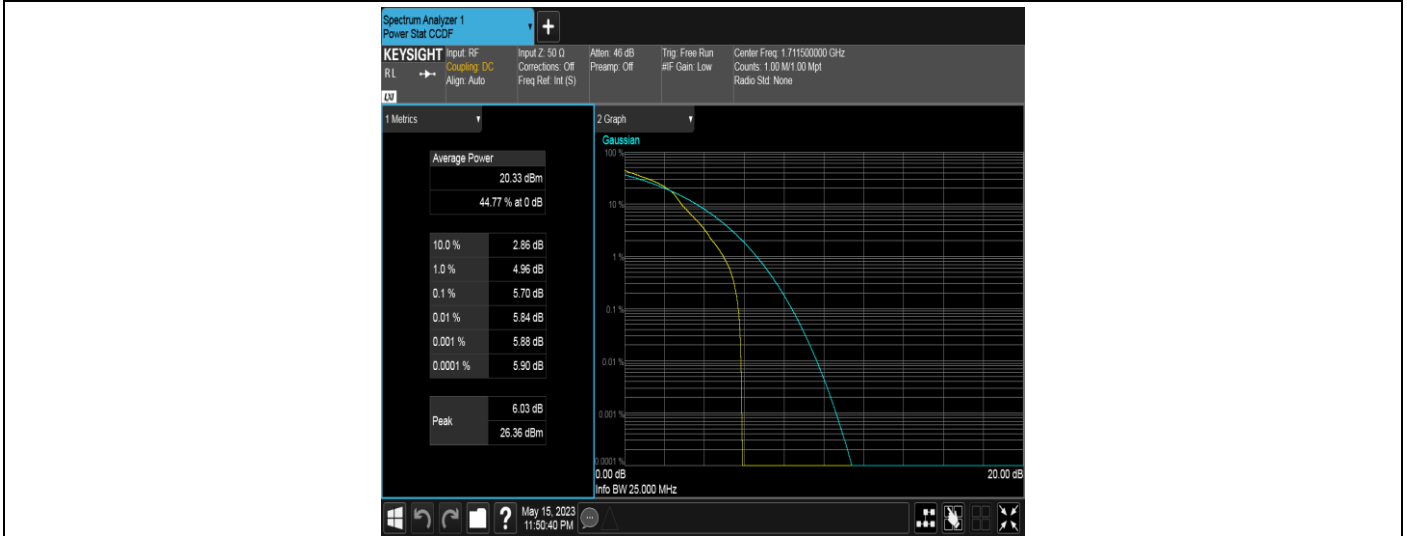 Spectrum Analyzer 1
Power Stat CCDF
+
KEYSIGHT
RL
LXI
Input: RF
Coupling: DC
Align: Auto
Input Z: 50 Ω
Corrections: Off
Freq Ref: Int (S)
Atten: 46 dB
Preamp: Off
Trig: Free Run
#IF Gain: Low
Center Freq: 1.711500000 GHz
Counts: 1.00 M/1.00 Mpt
Radio Std: None
1 Metrics
Average Power
20.33 dBm
44.77 % at 0 dB
10.0 % 2.86 dB
1.0 % 4.96 dB
0.1 % 5.70 dB
0.01 % 5.84 dB
0.001 % 5.88 dB
0.0001 % 5.90 dB
Peak
6.03 dB
26.36 dBm
2 Graph
Gaussian
100 %
10 %
1 %
0.1 %
0.01 %
0.001 %
0.0001 %
0.00 dB 20.00 dB
Info BW 25.000 MHz
?
May 15, 2023
11:50:40 PM